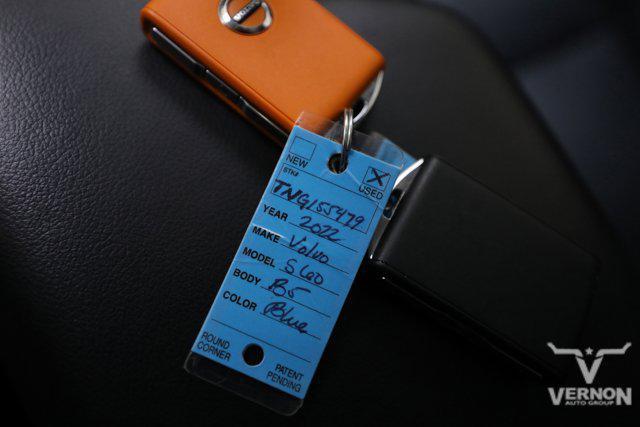 VOLVO
NEW
USED
STK#
TNG155479
YEAR 2022
MAKE Volvo
MODEL S60
BODY B5
COLOR Blue
ROUND CORNER
PATENT PENDING
VERNON
AUTO GROUP